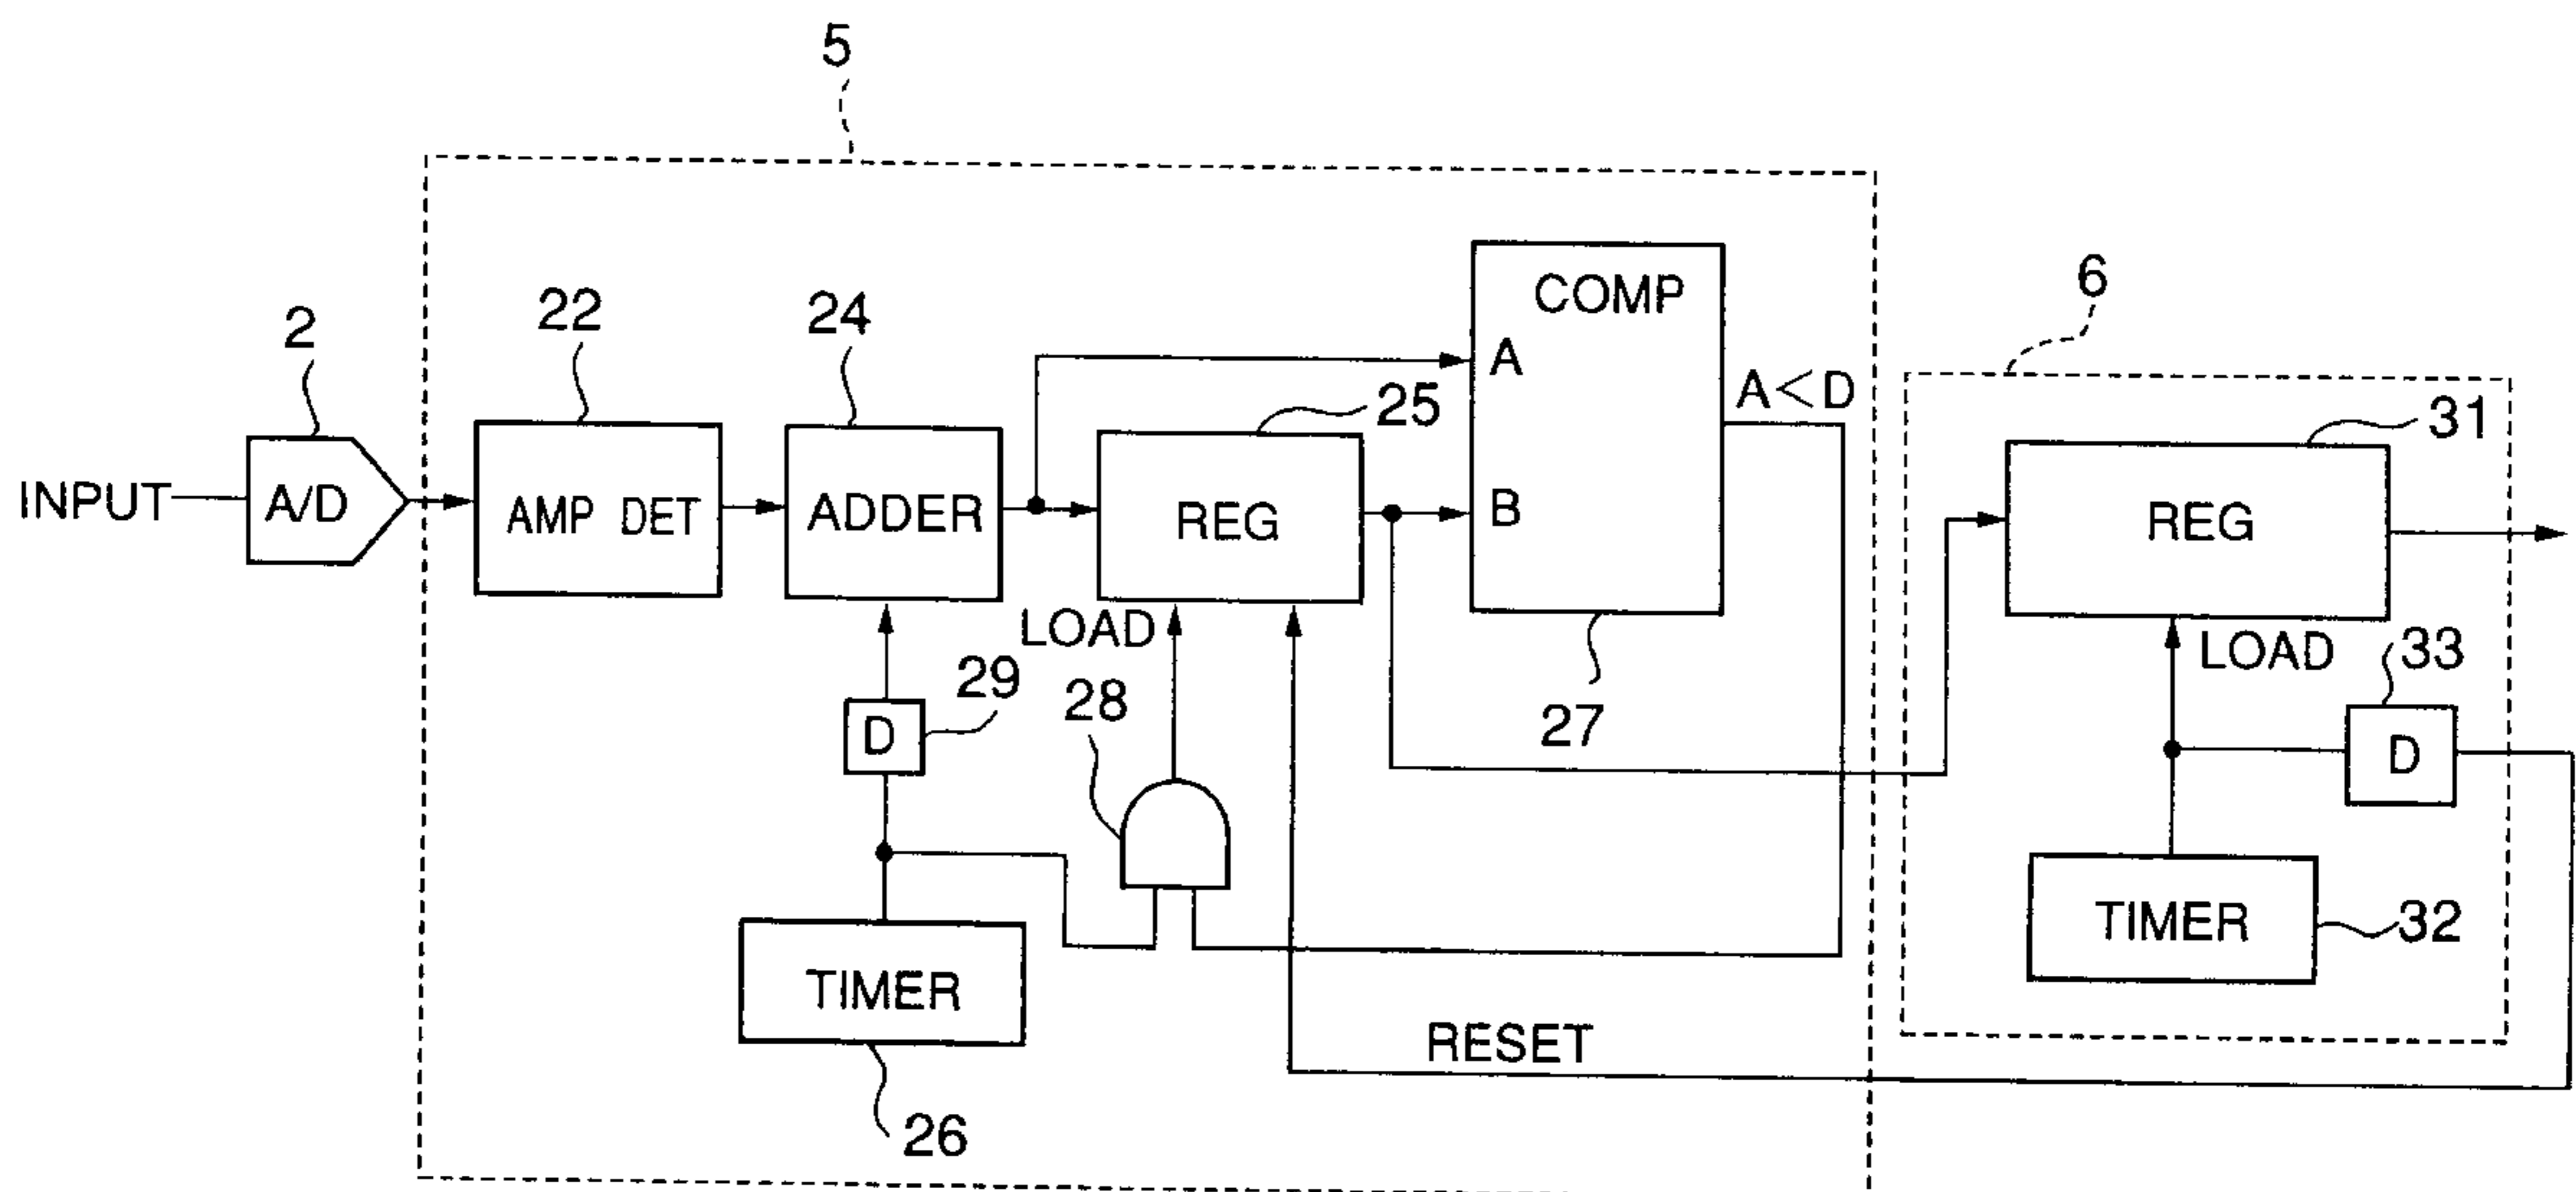 5
6
2
22
24
COMP
A
A<D
25
31
INPUT
A/D
AMP DET
ADDER
REG
B
REG
LOAD
LOAD
33
29
28
27
D
D
TIMER
32
TIMER
RESET
26